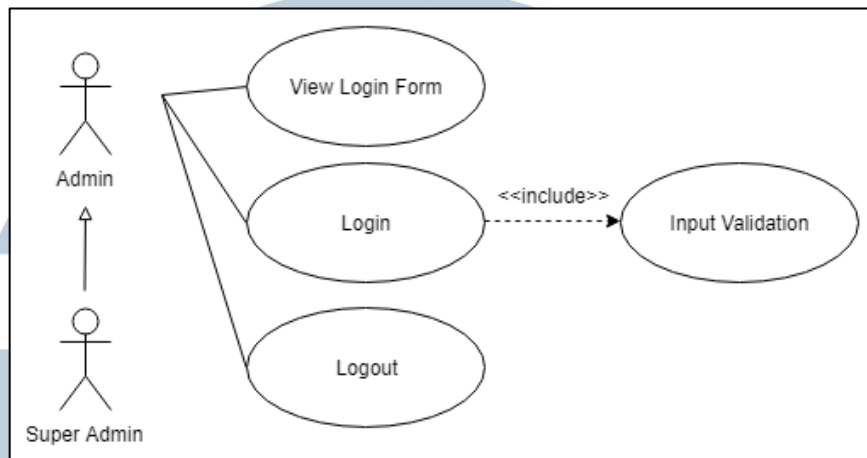 View Login Form
Admin
<<include>>
Login
Input Validation
Logout
Super Admin